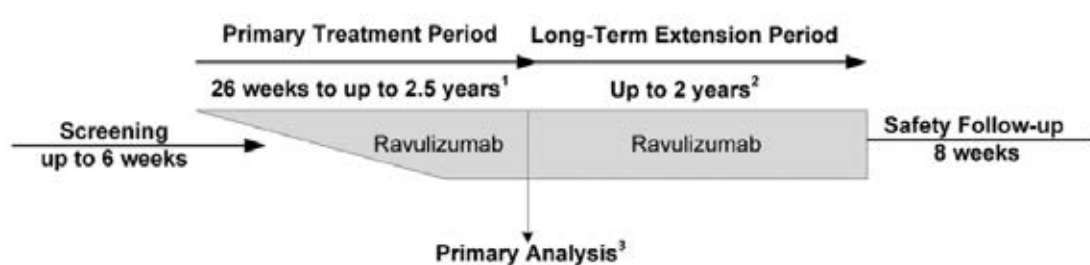 Primary Treatment Period
Long-Term Extension Period
26 weeks to up to 2.5 years¹
Up to 2 years²
Screening
up to 6 weeks
Ravulizumab
Ravulizumab
Safety Follow-up
8 weeks
Primary Analysis³